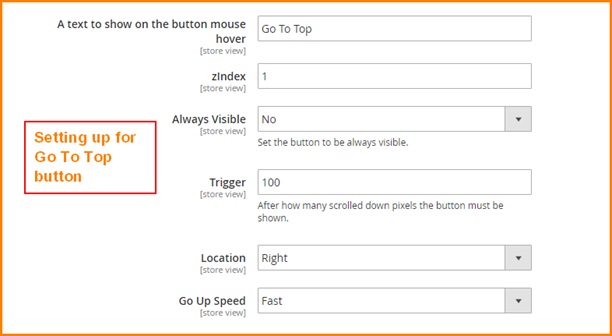 A text to show on the button mouse
hover
[store view]
Go To Top
zIndex
[store view]
1
Always Visible
[store view]
No
Set the button to be always visible.
Setting up for
Go To Top
button
Trigger
[store view]
100
After how many scrolled down pixels the button must be
shown.
Location
[store view]
Right
Go Up Speed
[store view]
Fast